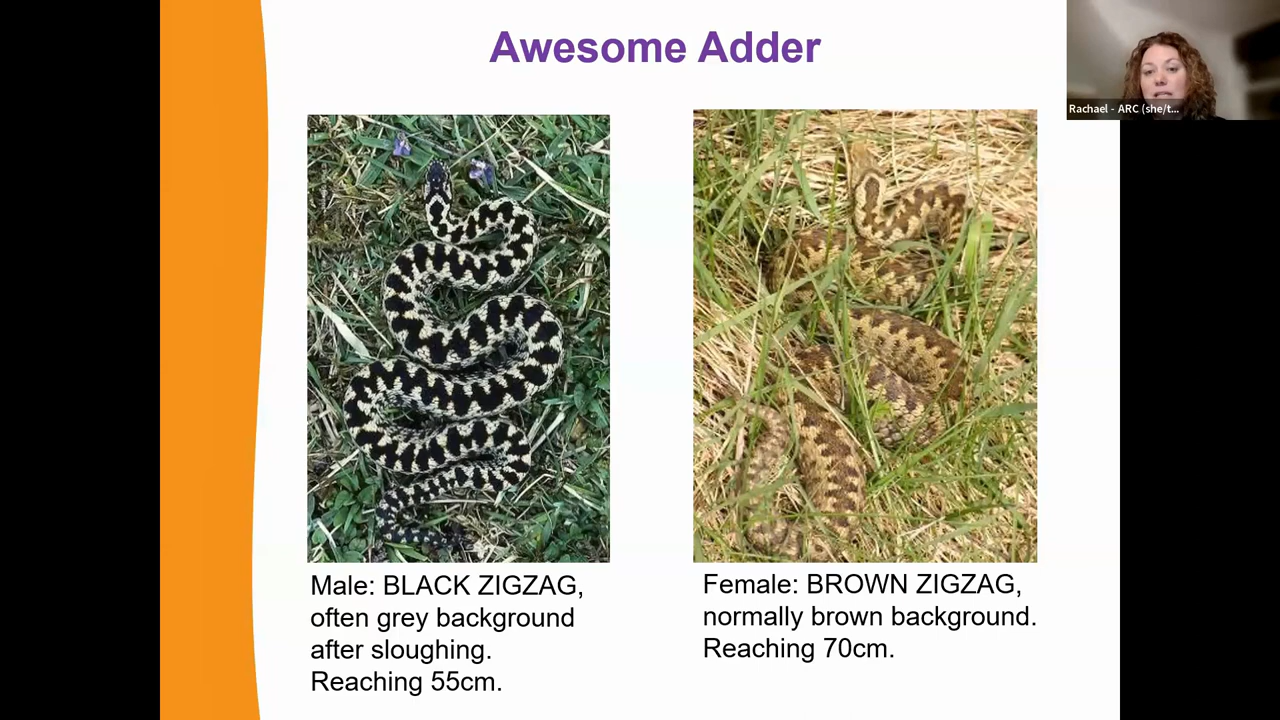 Awesome Adder
Rachael - ARC (she/t...
Male: BLACK ZIGZAG,
often grey background
after sloughing.
Reaching 55cm.
Female: BROWN ZIGZAG,
normally brown background.
Reaching 70cm.